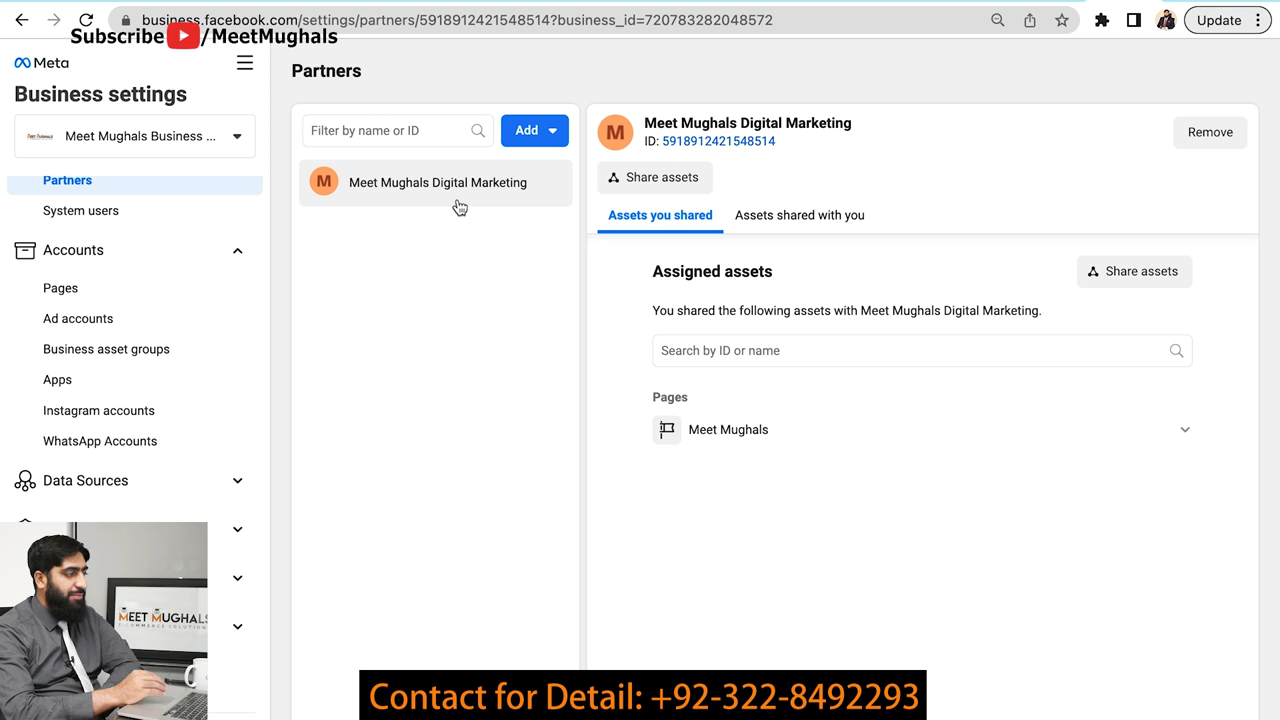 business.facebook.com/settings/partners/5918912421548514?business_id=720783282048572
Update
Subscribe /MeetMughals
Meta
Business settings
Meet Mughals Business ...
Partners
System users
Accounts
Pages
Ad accounts
Business asset groups
Apps
Instagram accounts
WhatsApp Accounts
Data Sources
Partners
Filter by name or ID
Add
M
Meet Mughals Digital Marketing
M
Meet Mughals Digital Marketing
ID: 5918912421548514
Remove
Share assets
Assets you shared
Assets shared with you
Assigned assets
Share assets
You shared the following assets with Meet Mughals Digital Marketing.
Search by ID or name
Pages
Meet Mughals
MEET MUGHALS
Contact for Detail: +92-322-8492293